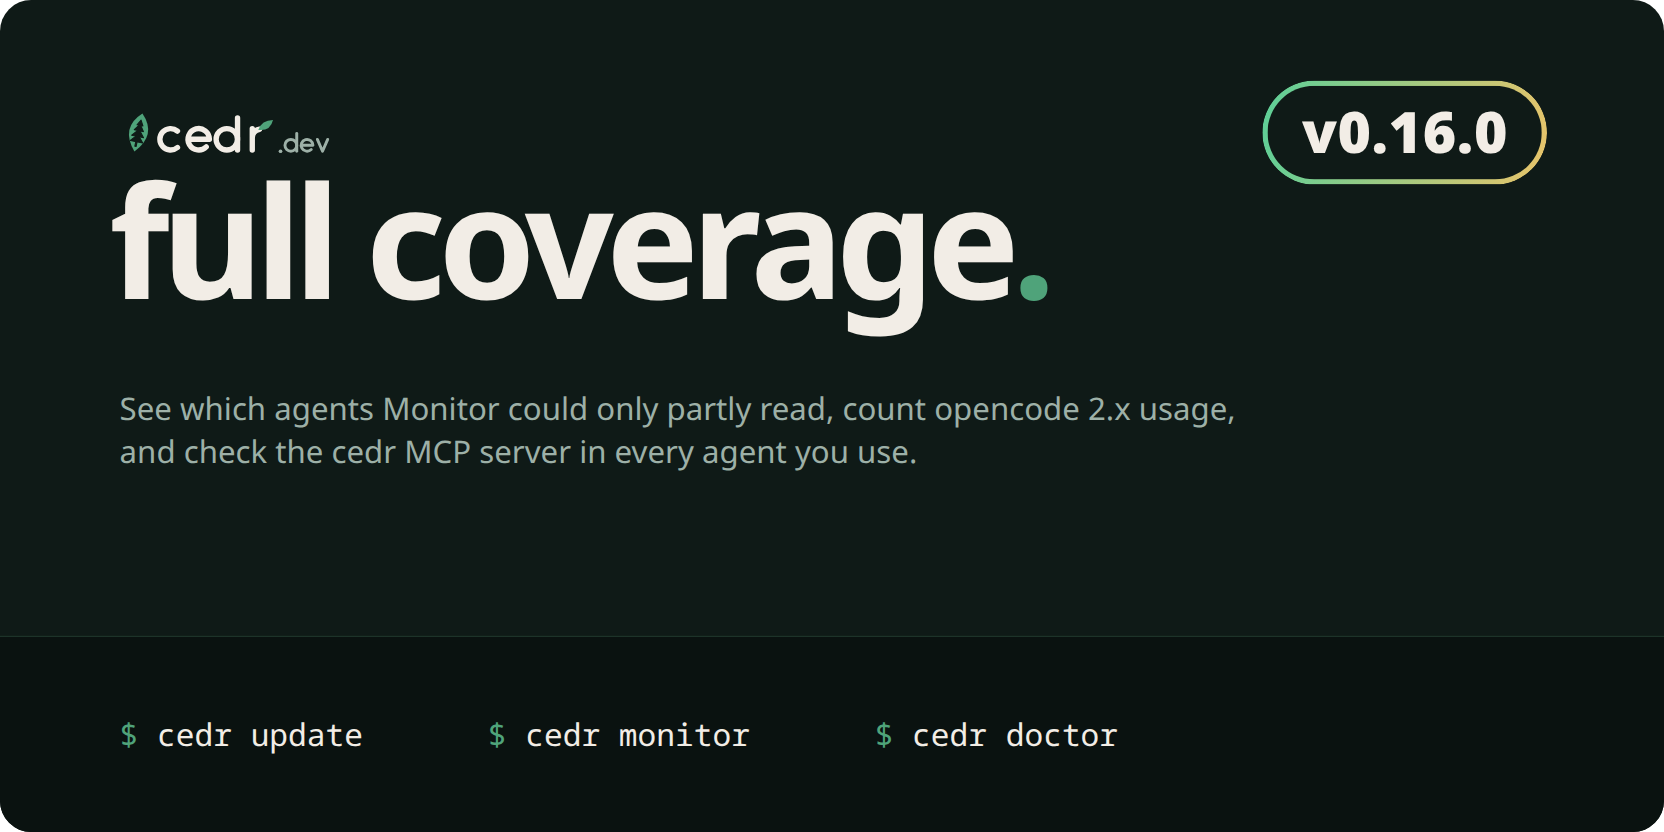 cedr.dev
v0.16.0
full coverage.
See which agents Monitor could only partly read, count opencode 2.x usage,
and check the cedr MCP server in every agent you use.
$ cedr update
$ cedr monitor
$ cedr doctor